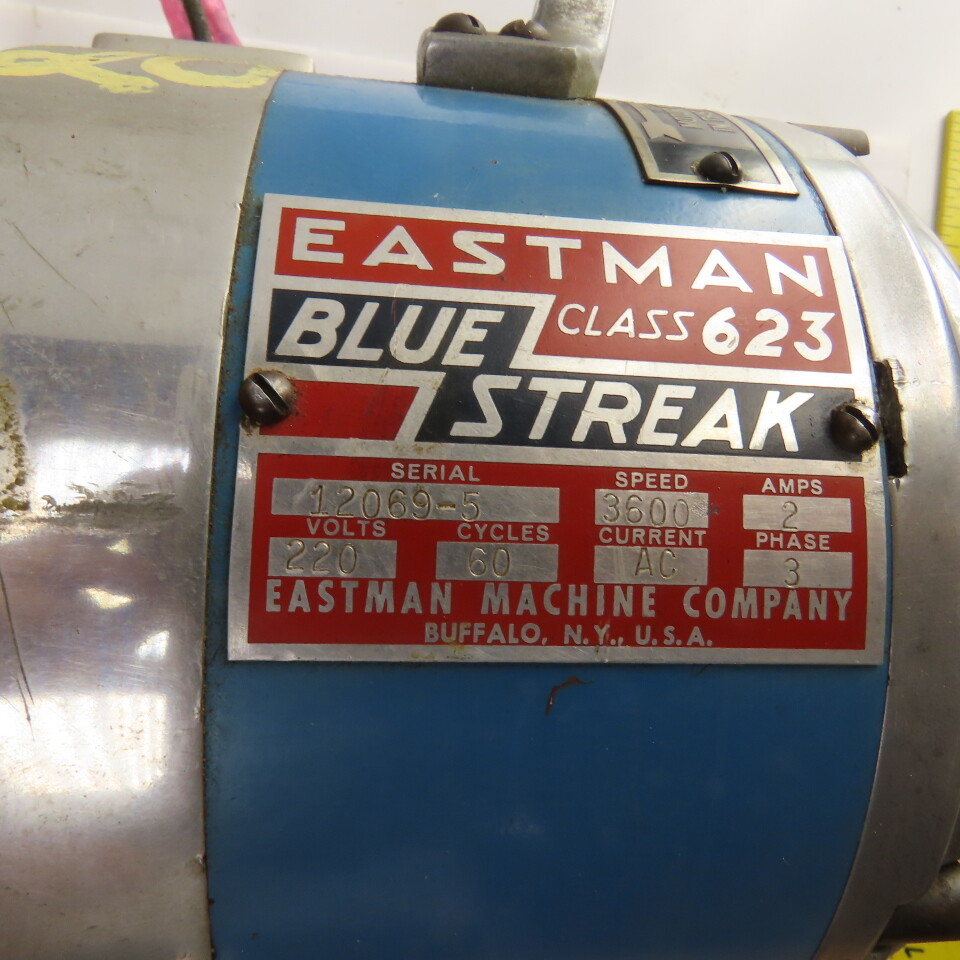 EASTMAN
BLUE CLASS 623
STREAK
SERIAL SPEED AMPS
12069-5 3600 2
VOLTS CYCLES CURRENT PHASE
220 60 AC 3
EASTMAN MACHINE COMPANY
BUFFALO, N.Y., U.S.A.